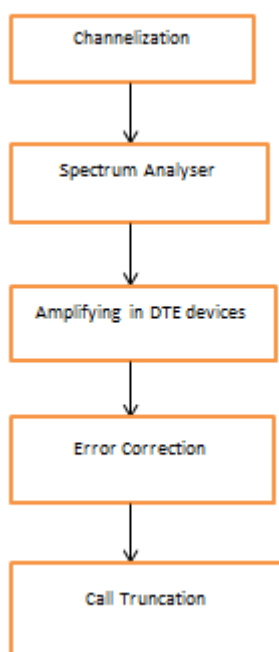 Channelization
Spectrum Analyser
Amplifying in DTE devices
Error Correction
Call Truncation